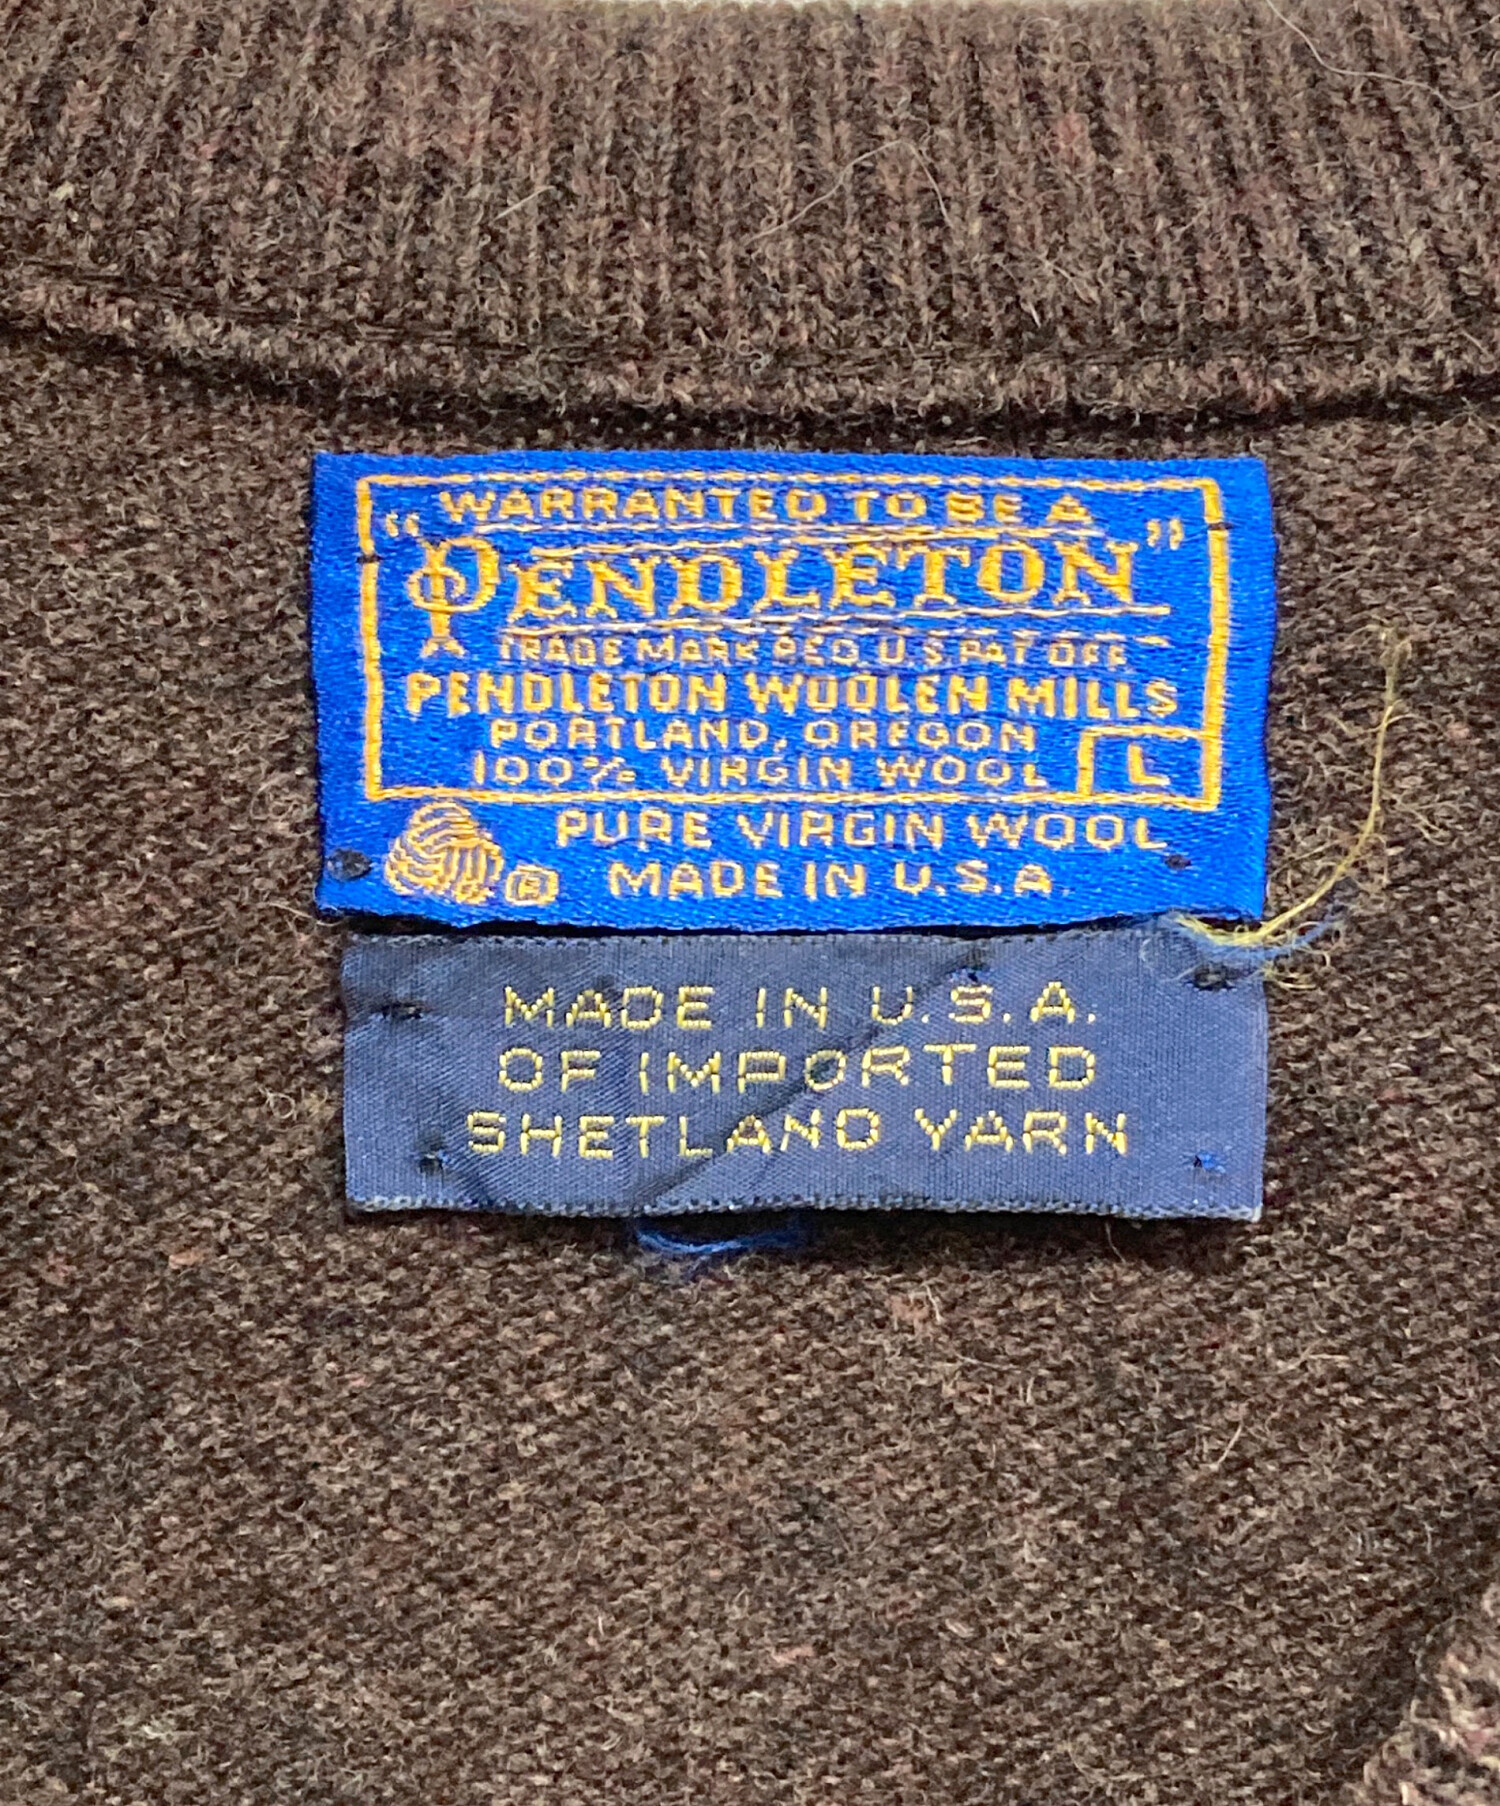 WARRANTED TO BE A
"PENDLETON"
TRADE MARK REG. U.S. PAT OFF.
PENDLETON WOOLEN MILLS
PORTLAND, OREGON
100% VIRGIN WOOL L
PURE VIRGIN WOOL
® MADE IN U.S.A.
MADE IN U.S.A.
OF IMPORTED
SHETLAND YARN